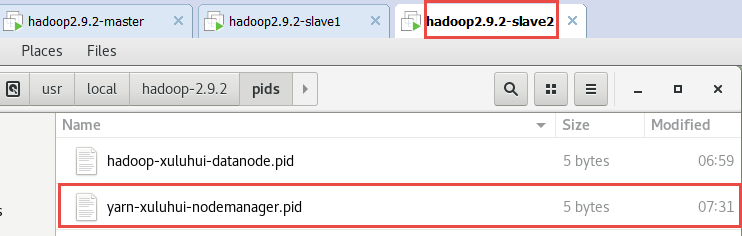 hadoop2.9.2-master hadoop2.9.2-slave1 hadoop2.9.2-slave2
Places Files
usr local hadoop-2.9.2 pids
Name Size Modified
hadoop-xuluhui-datanode.pid 5 bytes 06:59
yarn-xuluhui-nodemanager.pid 5 bytes 07:31